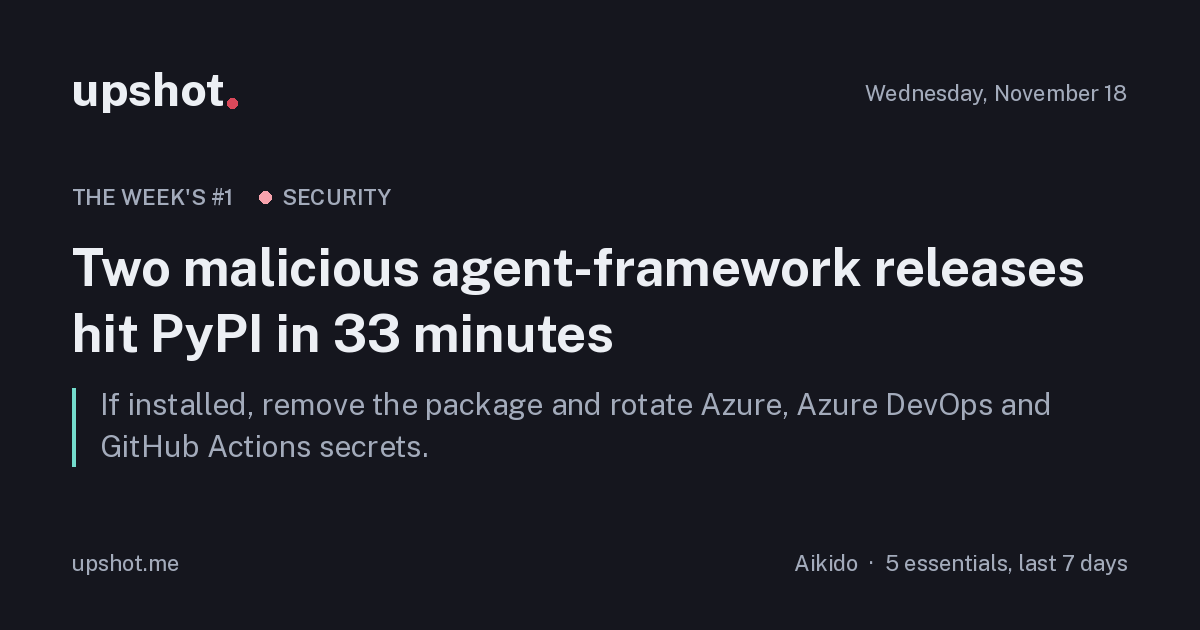 upshot.
Wednesday, November 18
THE WEEK'S #1 SECURITY
Two malicious agent-framework releases
hit PyPI in 33 minutes
If installed, remove the package and rotate Azure, Azure DevOps and
GitHub Actions secrets.
upshot.me
Aikido · 5 essentials, last 7 days